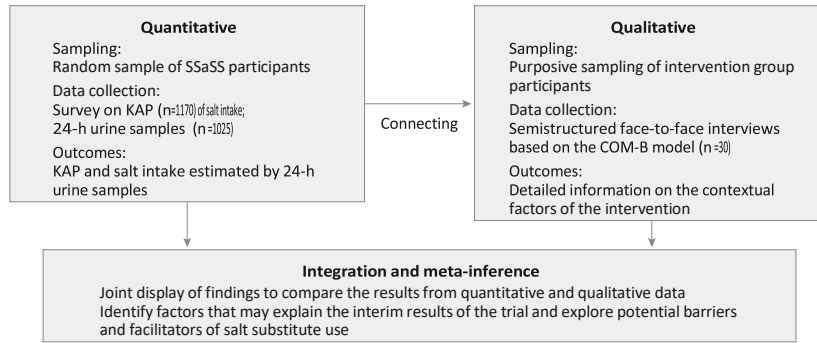 Quantitative
Sampling:
Random sample of SSaSS participants
Data collection:
Survey on KAP (n=1170) of salt intake;
24-h urine samples (n=1025)
Outcomes:
KAP and salt intake estimated by 24-h
urine samples
Connecting
Qualitative
Sampling:
Purposive sampling of intervention group
participants
Data collection:
Semistructured face-to-face interviews
based on the COM-B model (n=30)
Outcomes:
Detailed information on the contextual
factors of the intervention
Integration and meta-inference
Joint display of findings to compare the results from quantitative and qualitative data
Identify factors that may explain the interim results of the trial and explore potential barriers
and facilitators of salt substitute use